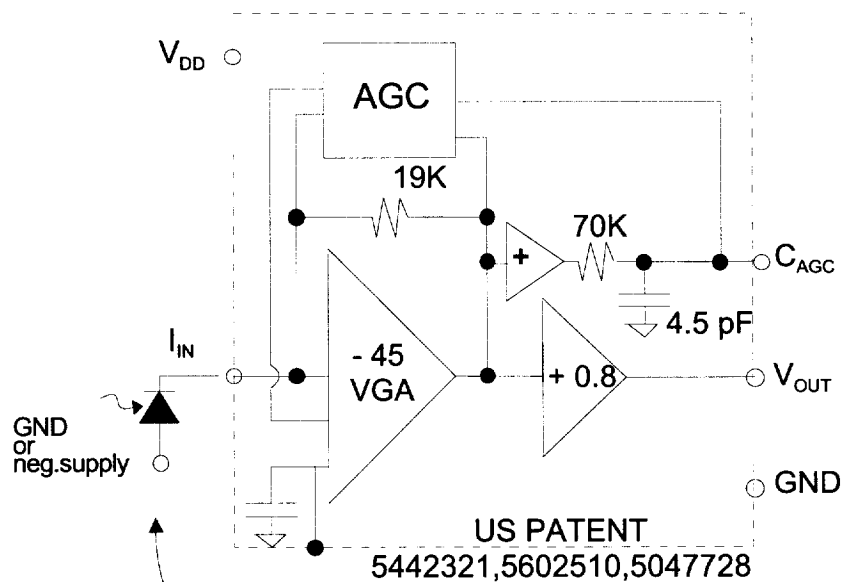 V_DD
AGC
19K
70K
+
C_AGC
4.5 pF
I_IN
- 45
VGA
+ 0.8
V_OUT
GND
or
neg.supply
GND
US PATENT
5442321,5602510,5047728